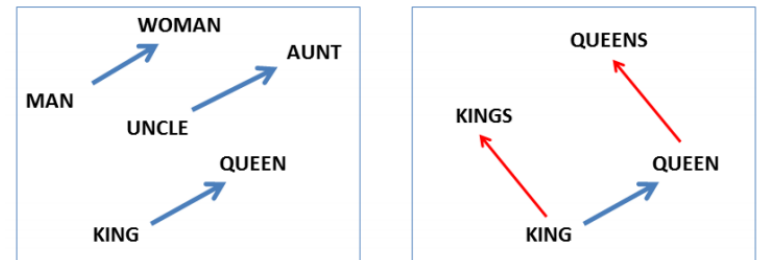 WOMAN
AUNT
MAN
UNCLE
QUEEN
KING
QUEENS
KINGS
QUEEN
KING